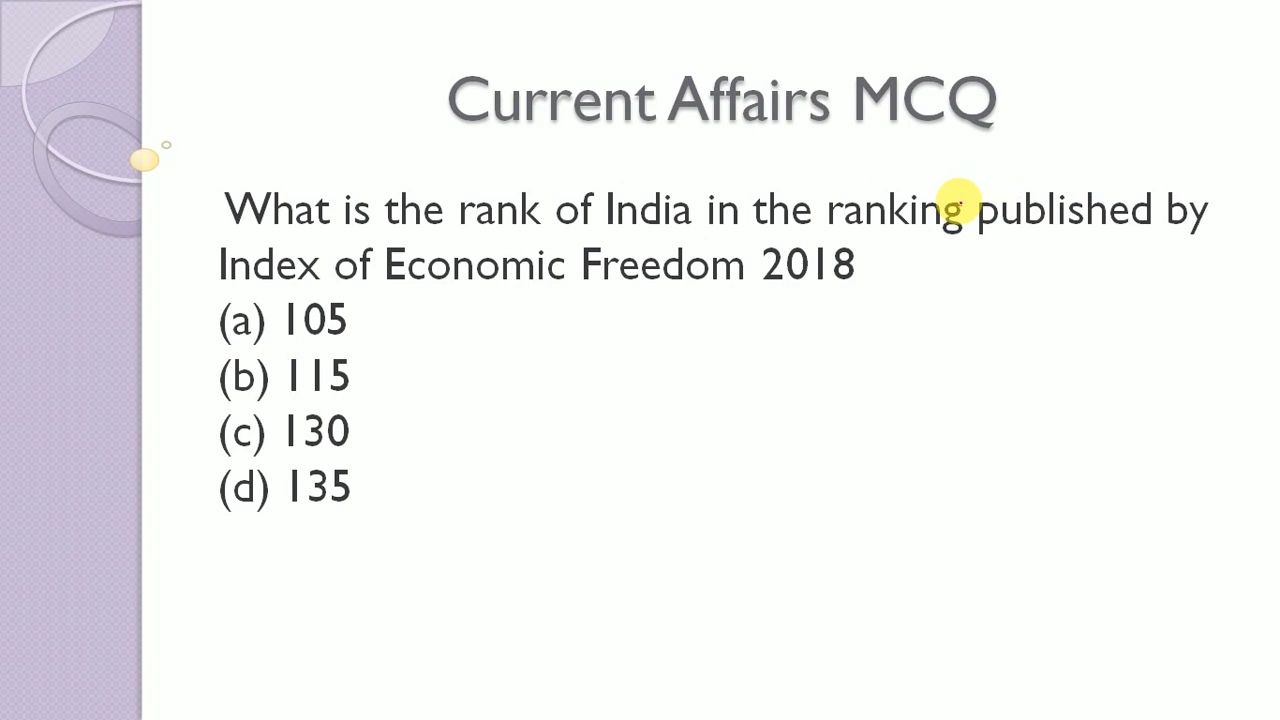 Current Affairs MCQ
What is the rank of India in the ranking published by
Index of Economic Freedom 2018
(a) 105
(b) 115
(c) 130
(d) 135